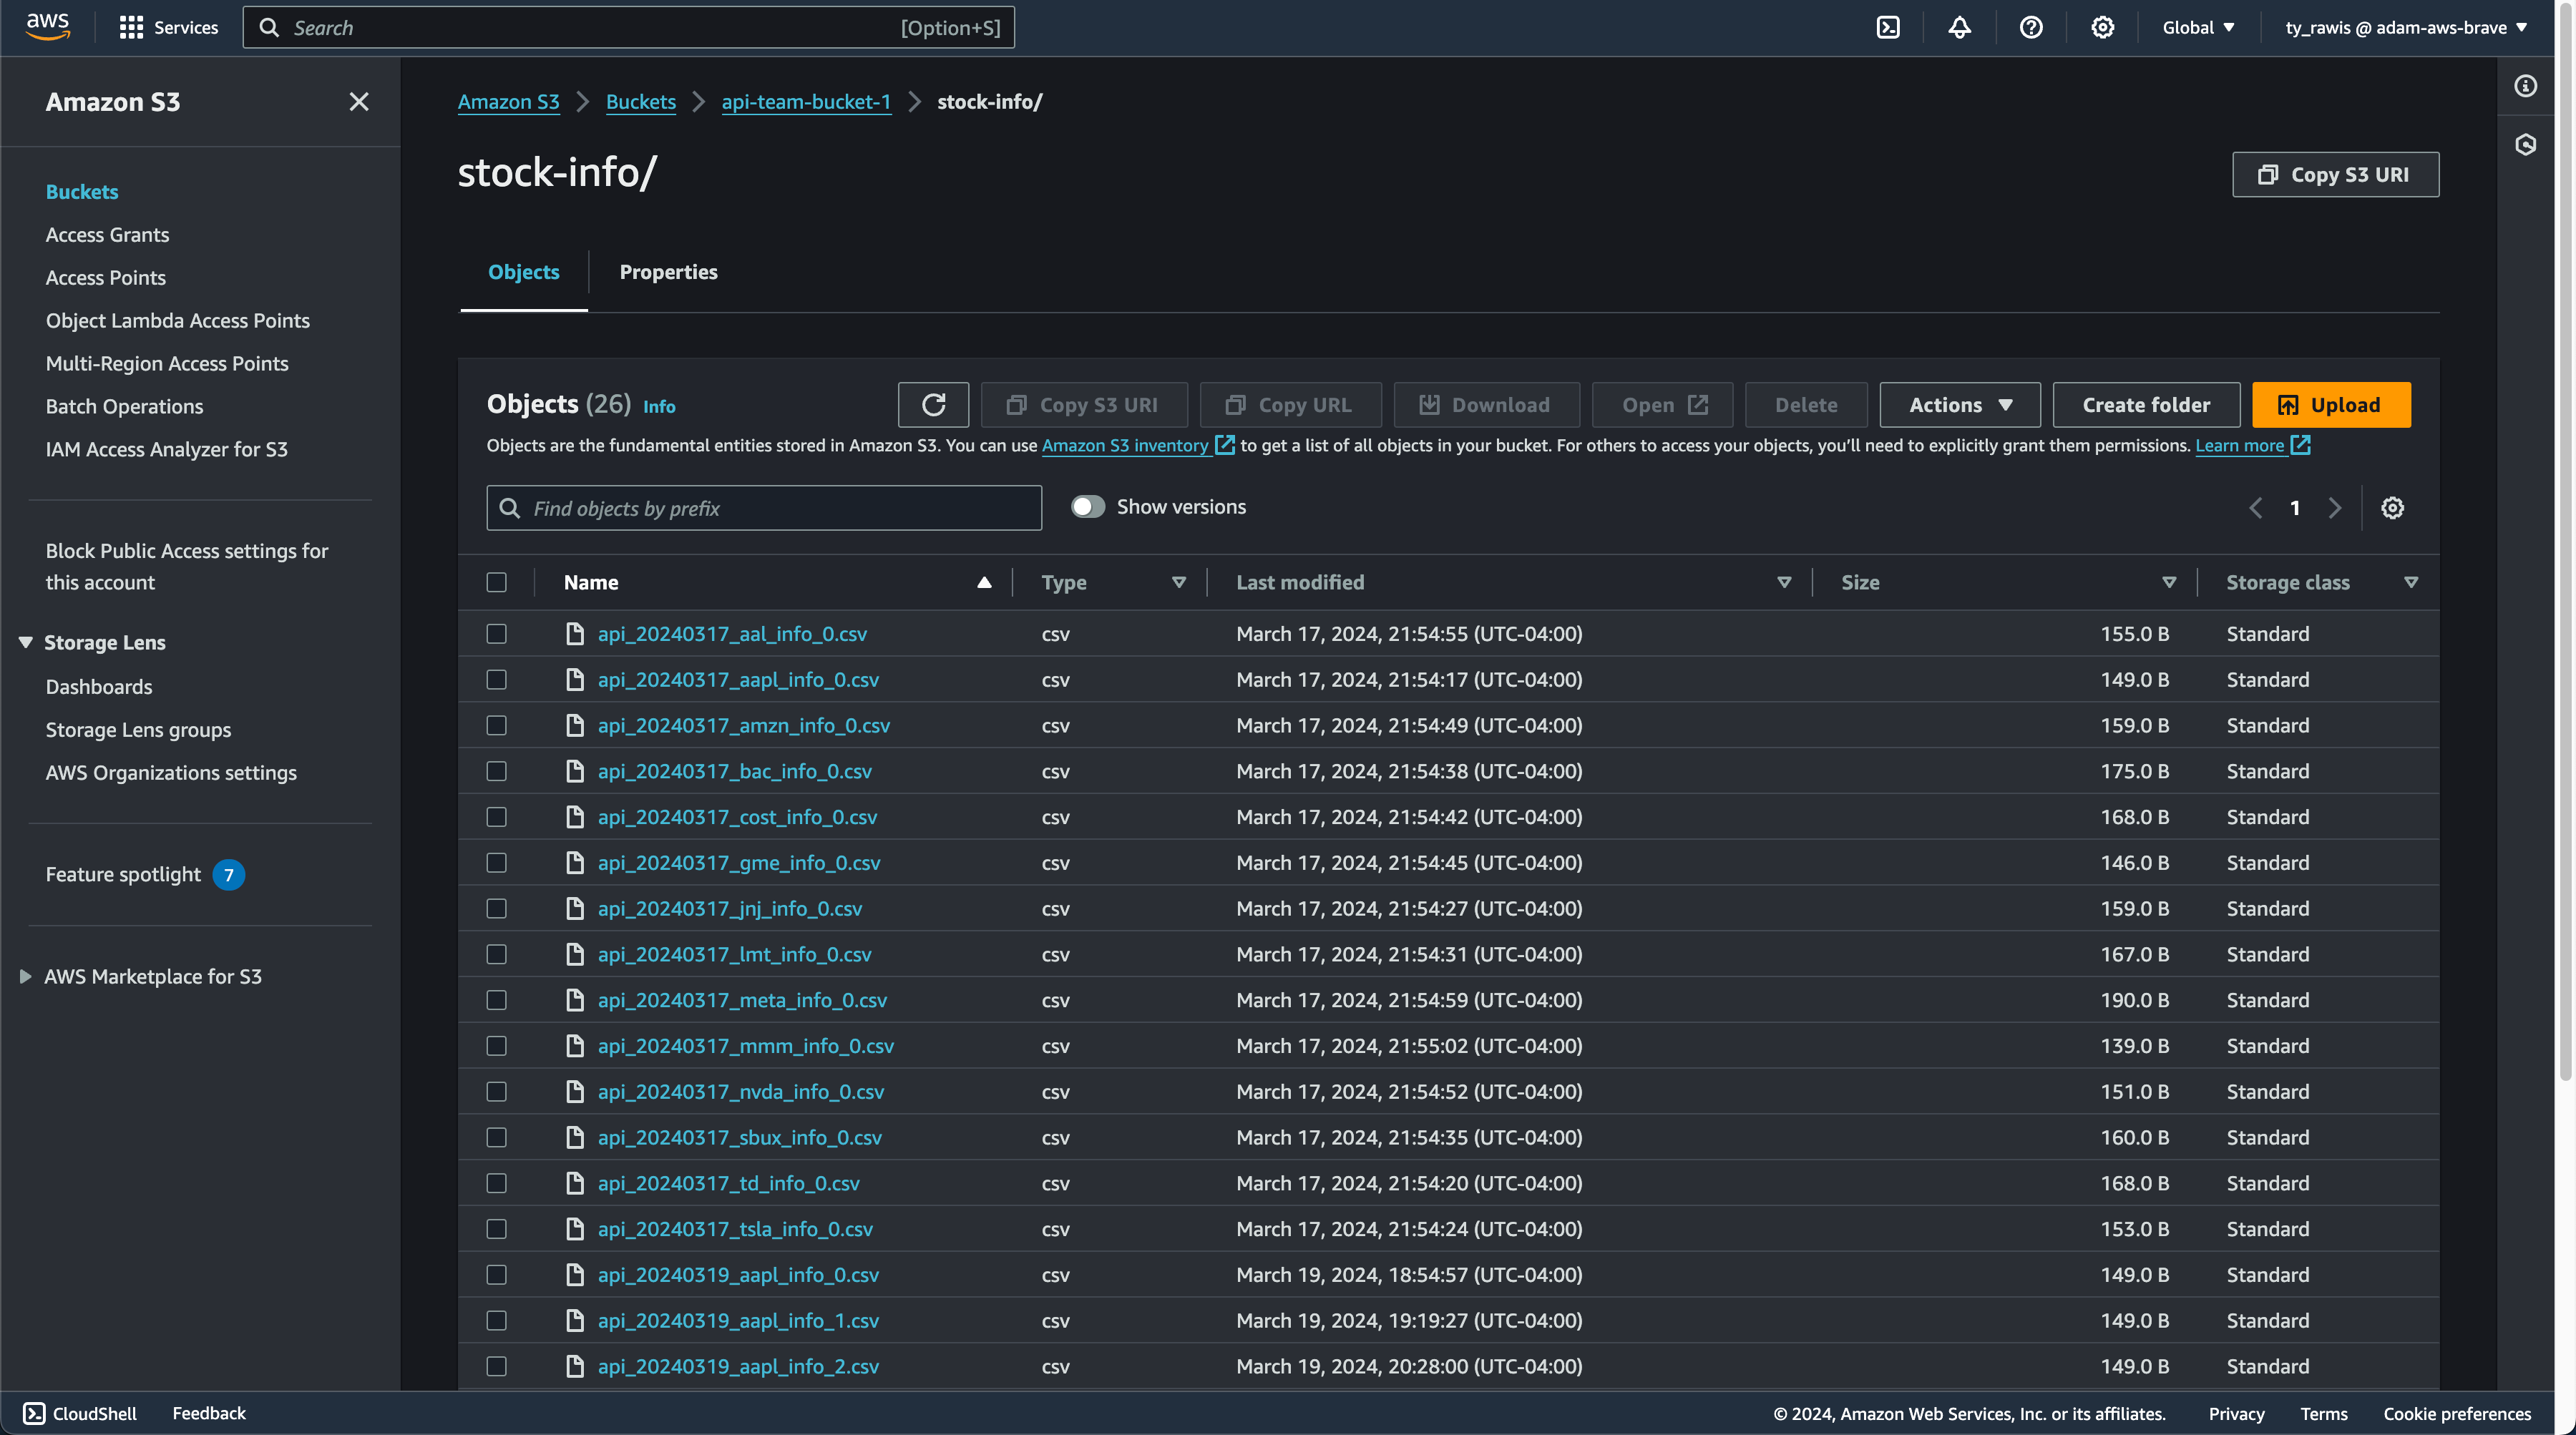 aws
Services
Search [Option+S]
Global ▼
ty_rawis @ adam-aws-brave ▼
Amazon S3
Buckets
Access Grants
Access Points
Object Lambda Access Points
Multi-Region Access Points
Batch Operations
IAM Access Analyzer for S3
Block Public Access settings for
this account
Storage Lens
Dashboards
Storage Lens groups
AWS Organizations settings
Feature spotlight 7
AWS Marketplace for S3
Amazon S3 > Buckets > api-team-bucket-1 > stock-info/
stock-info/
Copy S3 URI
Objects Properties
Objects (26) Info
Copy S3 URI Copy URL Download Open Delete Actions ▼ Create folder Upload
Objects are the fundamental entities stored in Amazon S3. You can use Amazon S3 inventory to get a list of all objects in your bucket. For others to access your objects, you’ll need to explicitly grant them permissions. Learn more
Find objects by prefix Show versions 1
Name Type Last modified Size Storage class
api_20240317_aal_info_0.csv csv March 17, 2024, 21:54:55 (UTC-04:00) 155.0 B Standard
api_20240317_aapl_info_0.csv csv March 17, 2024, 21:54:17 (UTC-04:00) 149.0 B Standard
api_20240317_amzn_info_0.csv csv March 17, 2024, 21:54:49 (UTC-04:00) 159.0 B Standard
api_20240317_bac_info_0.csv csv March 17, 2024, 21:54:38 (UTC-04:00) 175.0 B Standard
api_20240317_cost_info_0.csv csv March 17, 2024, 21:54:42 (UTC-04:00) 168.0 B Standard
api_20240317_gme_info_0.csv csv March 17, 2024, 21:54:45 (UTC-04:00) 146.0 B Standard
api_20240317_jnj_info_0.csv csv March 17, 2024, 21:54:27 (UTC-04:00) 159.0 B Standard
api_20240317_lmt_info_0.csv csv March 17, 2024, 21:54:31 (UTC-04:00) 167.0 B Standard
api_20240317_meta_info_0.csv csv March 17, 2024, 21:54:59 (UTC-04:00) 190.0 B Standard
api_20240317_mmm_info_0.csv csv March 17, 2024, 21:55:02 (UTC-04:00) 139.0 B Standard
api_20240317_nvda_info_0.csv csv March 17, 2024, 21:54:52 (UTC-04:00) 151.0 B Standard
api_20240317_sbux_info_0.csv csv March 17, 2024, 21:54:35 (UTC-04:00) 160.0 B Standard
api_20240317_td_info_0.csv csv March 17, 2024, 21:54:20 (UTC-04:00) 168.0 B Standard
api_20240317_tsla_info_0.csv csv March 17, 2024, 21:54:24 (UTC-04:00) 153.0 B Standard
api_20240319_aapl_info_0.csv csv March 19, 2024, 18:54:57 (UTC-04:00) 149.0 B Standard
api_20240319_aapl_info_1.csv csv March 19, 2024, 19:19:27 (UTC-04:00) 149.0 B Standard
api_20240319_aapl_info_2.csv csv March 19, 2024, 20:28:00 (UTC-04:00) 149.0 B Standard
CloudShell Feedback © 2024, Amazon Web Services, Inc. or its affiliates. Privacy Terms Cookie preferences